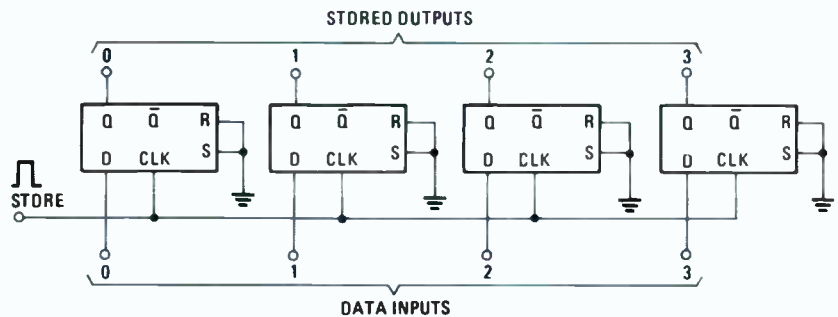 STORED OUTPUTS
0 1 2 3
Q Q̅ R Q Q̅ R Q Q̅ R Q Q̅ R
D CLK S D CLK S D CLK S D CLK S
STORE
0 1 2 3
DATA INPUTS